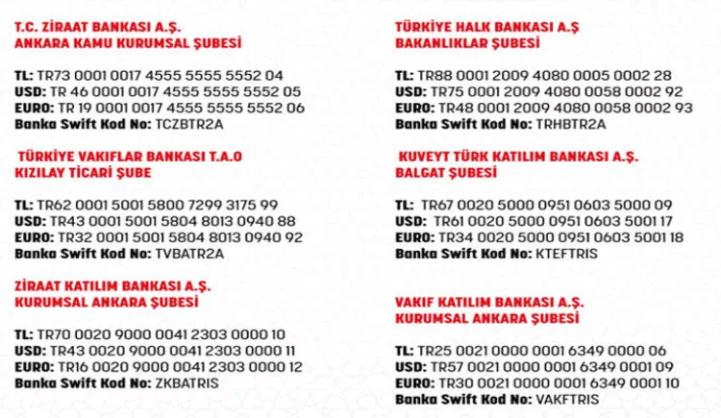 T.C. ZİRAAT BANKASI A.Ş.
ANKARA KAMU KURUMSAL ŞUBESİ
TL: TR73 0001 0017 4555 5555 5552 04
USD: TR 46 0001 0017 4555 5555 5552 05
EURO: TR 19 0001 0017 4555 5555 5552 06
Banka Swift Kod No: TCZBTR2A
TÜRKİYE VAKIFLAR BANKASI T.A.O
KIZILAY TİCARİ ŞUBE
TL: TR62 0001 5001 5800 7299 3175 99
USD: TR43 0001 5001 5804 8013 0940 88
EURO: TR32 0001 5001 5804 8013 0940 92
Banka Swift Kod No: TVBATR2A
ZİRAAT KATILIM BANKASI A.Ş.
KURUMSAL ANKARA ŞUBESİ
TL: TR70 0020 9000 0041 2303 0000 10
USD: TR43 0020 9000 0041 2303 0000 11
EURO: TR16 0020 9000 0041 2303 0000 12
Banka Swift Kod No: ZKBATRIS
TÜRKİYE HALK BANKASI A.Ş
BAKANLIKLAR ŞUBESİ
TL: TR88 0001 2009 4080 0005 0002 28
USD: TR75 0001 2009 4080 0058 0002 92
EURO: TR48 0001 2009 4080 0058 0002 93
Banka Swift Kod No: TRHBTR2A
KUVEYT TÜRK KATILIM BANKASI A.Ş.
BALGAT ŞUBESİ
TL: TR67 0020 5000 0951 0603 5000 09
USD: TR61 0020 5000 0951 0603 5001 17
EURO: TR34 0020 5000 0951 0603 5001 18
Banka Swift Kod No: KTEFTRIS
VAKIF KATILIM BANKASI A.Ş.
KURUMSAL ANKARA ŞUBESİ
TL: TR25 0021 0000 0001 6349 0000 06
USD: TR57 0021 0000 0001 6349 0001 09
EURO: TR30 0021 0000 0001 6349 0001 10
Banka Swift Kod No: VAKFTRIS